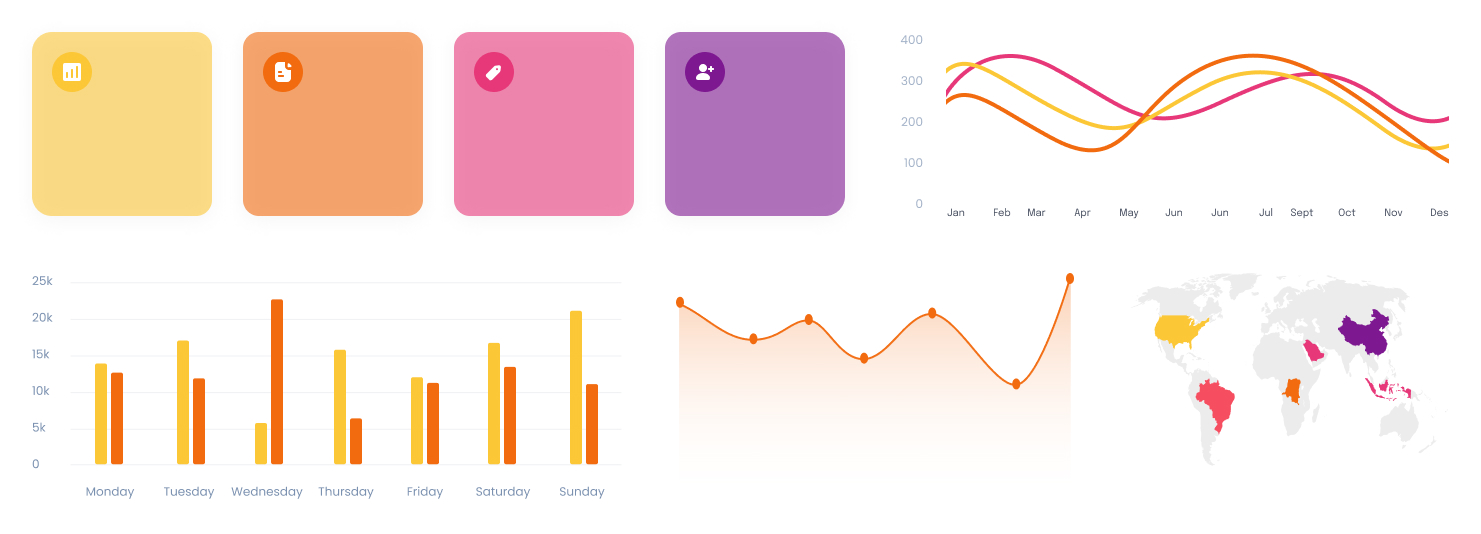 400
300
200
100
0
Jan Feb Mar Apr May Jun Jun Jul Sept Oct Nov Des
25k
20k
15k
10k
5k
0
Monday Tuesday Wednesday Thursday Friday Saturday Sunday